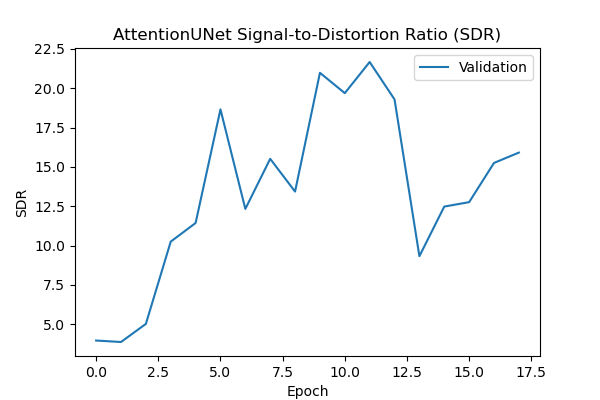 AttentionUNet Signal-to-Distortion Ratio (SDR)
22.5
20.0
17.5
15.0
12.5
10.0
7.5
5.0
SDR
Validation
0.0 2.5 5.0 7.5 10.0 12.5 15.0 17.5
Epoch